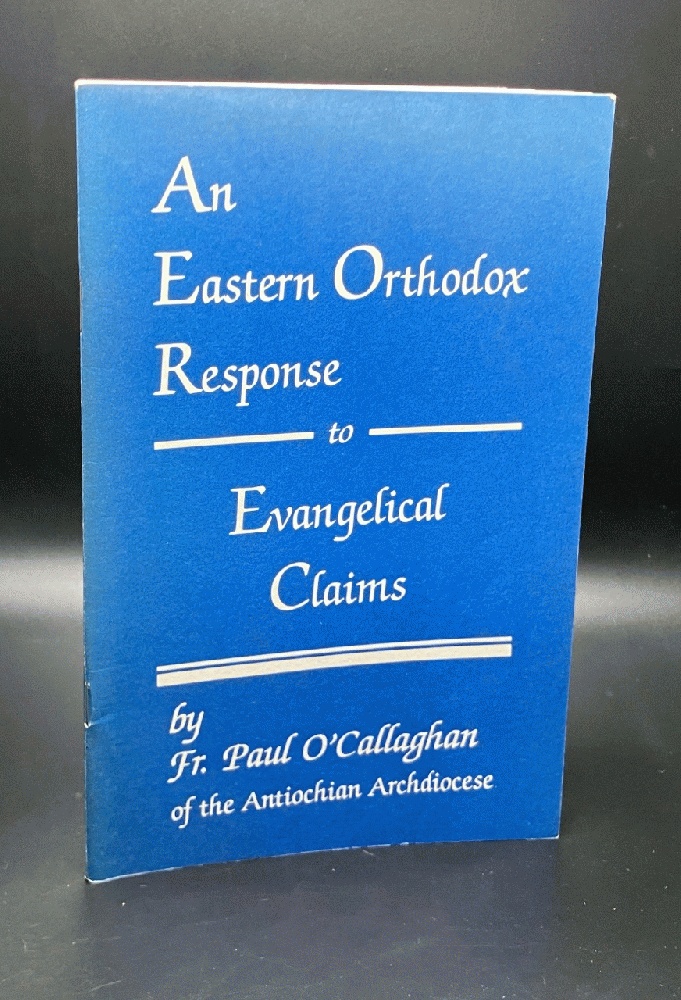 An
Eastern Orthodox
Response
to
Evangelical
Claims
by
Fr. Paul O'Callaghan
of the Antiochian Archdiocese